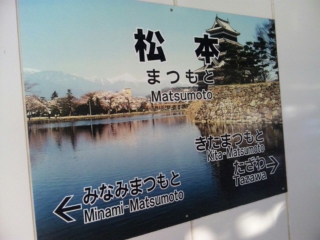 松本
まつもと
Matsumoto
きたまつもと
Kita-Matsumoto
たざわ
Tazawa
みなみまつもと
Minami-Matsumoto